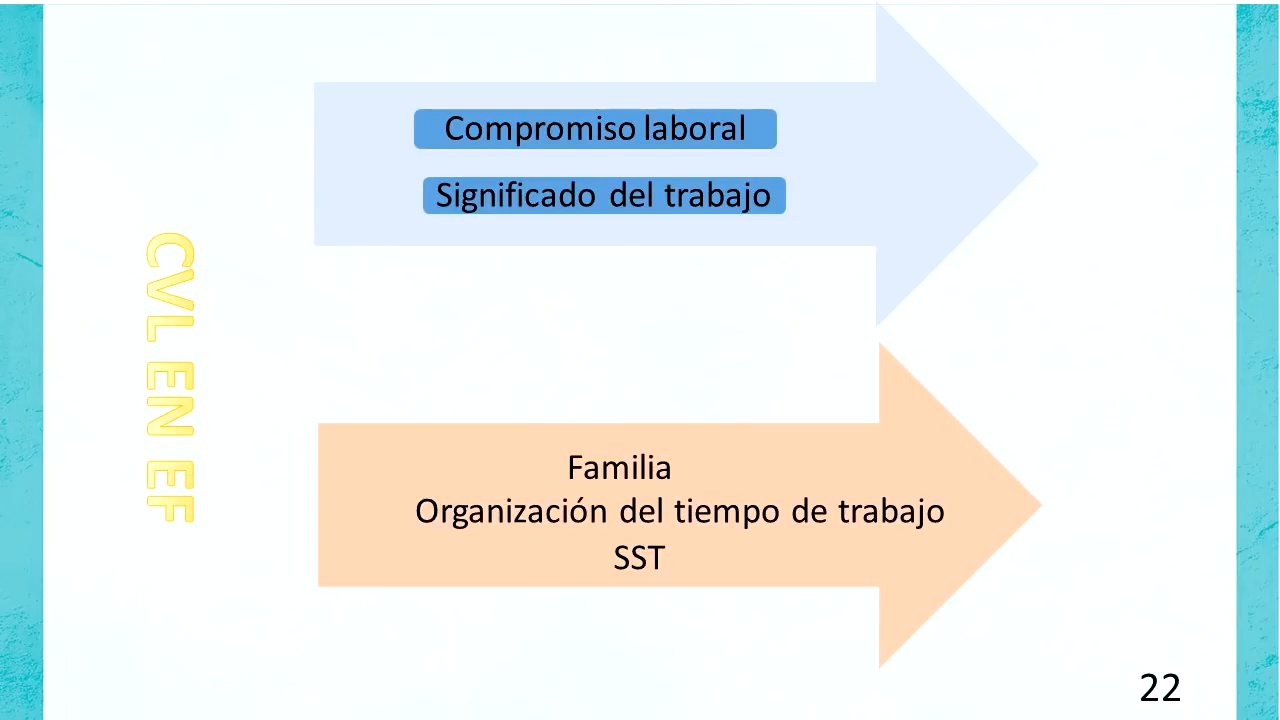 CVL EN EF
Compromiso laboral
Significado del trabajo
Familia
Organización del tiempo de trabajo
SST
22